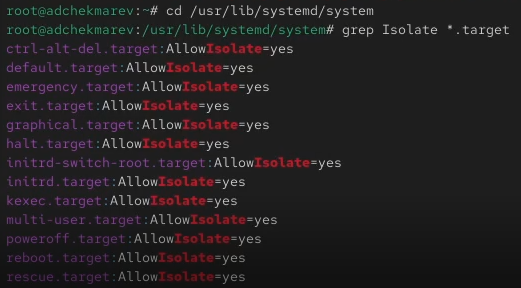 root@adchekmarev:~# cd /usr/lib/systemd/system
root@adchekmarev:/usr/lib/systemd/system# grep Isolate *.target
ctrl-alt-del.target:AllowIsolate=yes
default.target:AllowIsolate=yes
emergency.target:AllowIsolate=yes
exit.target:AllowIsolate=yes
graphical.target:AllowIsolate=yes
halt.target:AllowIsolate=yes
initrd-switch-root.target:AllowIsolate=yes
initrd.target:AllowIsolate=yes
kexec.target:AllowIsolate=yes
multi-user.target:AllowIsolate=yes
poweroff.target:AllowIsolate=yes
reboot.target:AllowIsolate=yes
rescue.target:AllowIsolate=yes